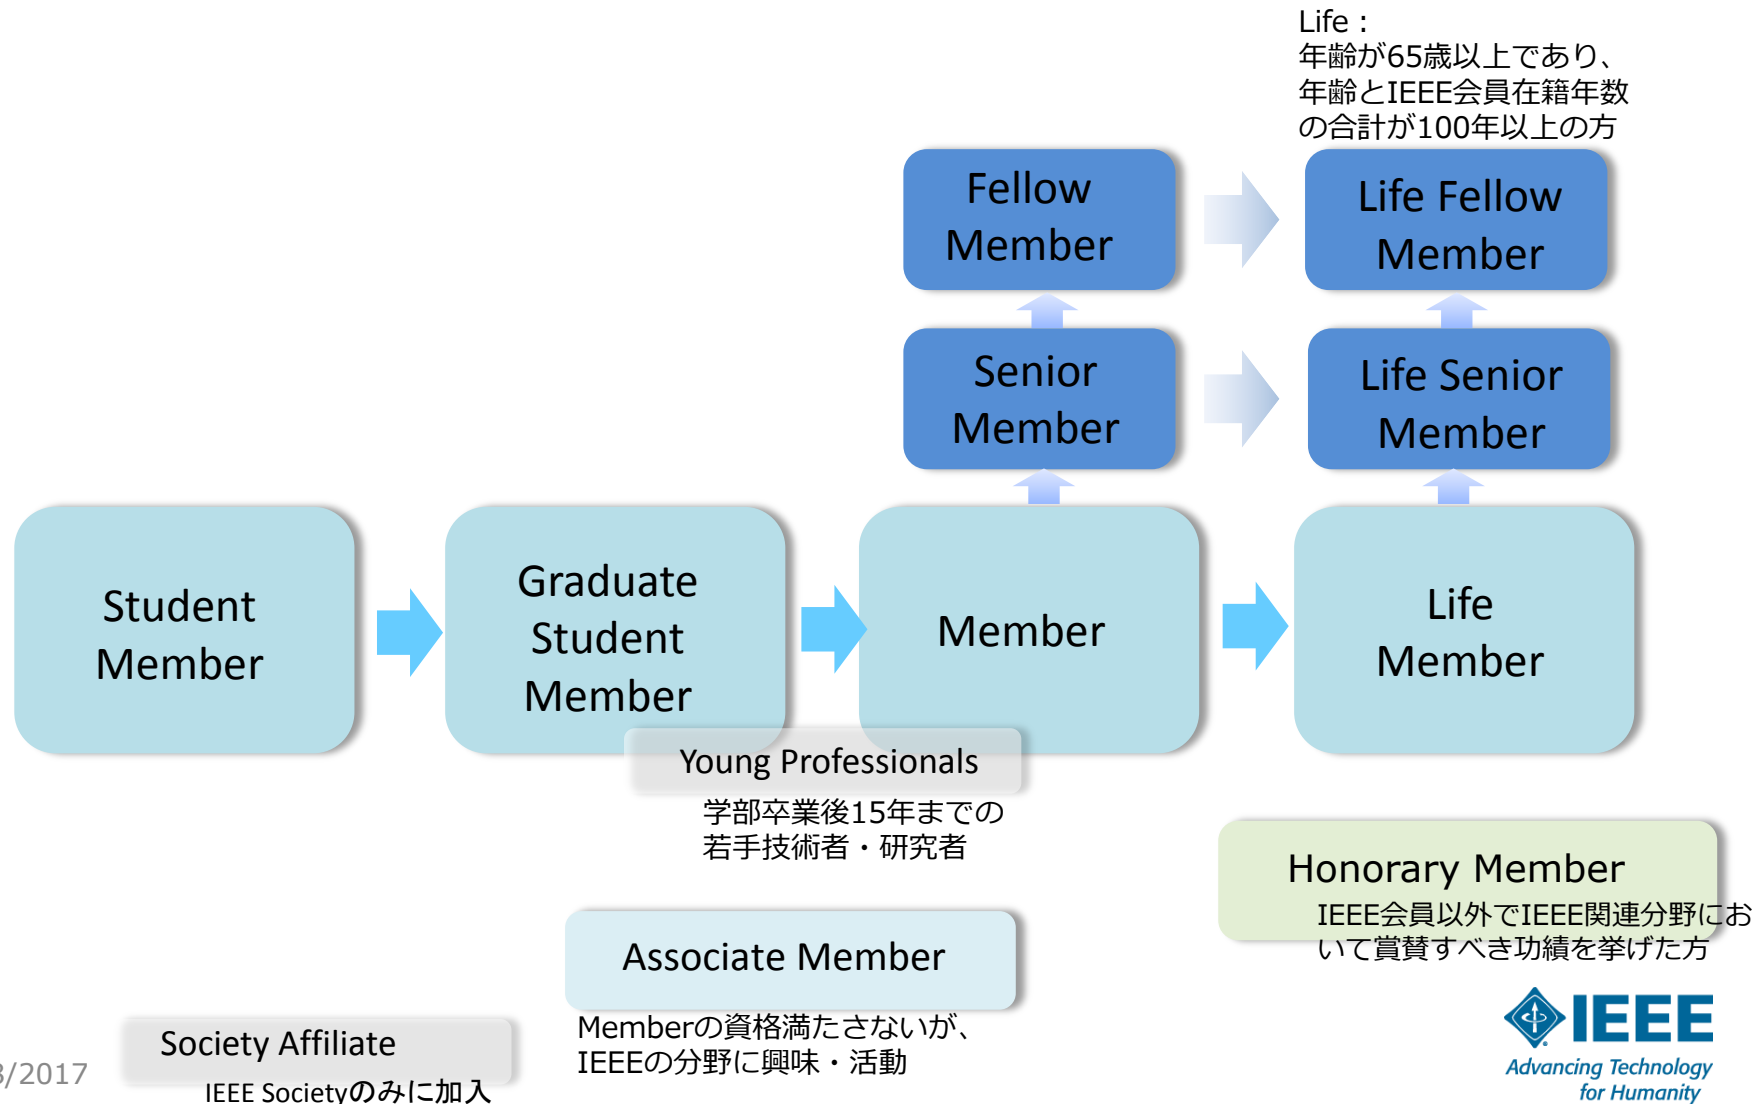 Life：
年齢が65歳以上であり、
年齢とIEEE会員在籍年数
の合計が100年以上の方
Fellow
Member
Life Fellow
Member
Senior
Member
Life Senior
Member
Student
Member
Graduate
Student
Member
Member
Life
Member
Young Professionals
学部卒業後15年までの
若手技術者・研究者
Honorary Member
IEEE会員以外でIEEE関連分野にお
いて賞賛すべき功績を挙げた方
Associate Member
Memberの資格満たさないが、
IEEEの分野に興味・活動
Society Affiliate
IEEE Societyのみに加入
/2017
IEEE
Advancing Technology
for Humanity